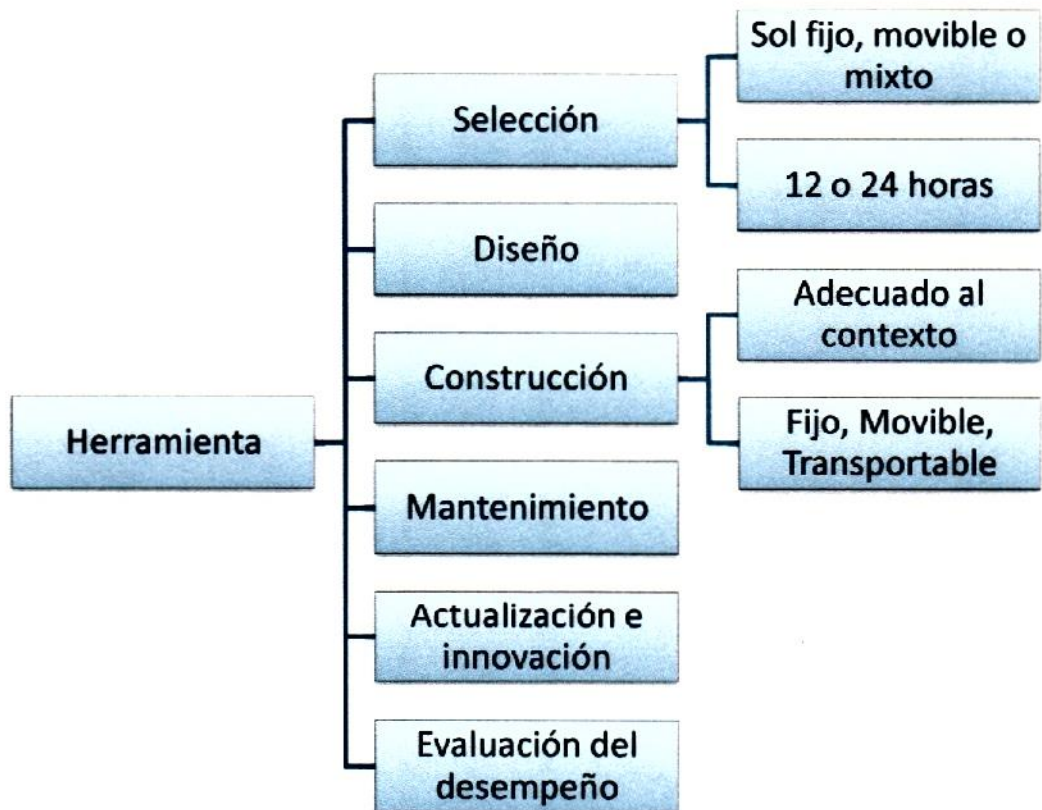 Herramienta
Selección
Sol fijo, movible o
mixto
12 o 24 horas
Diseño
Construcción
Adecuado al
contexto
Fijo, Movible,
Transportable
Mantenimiento
Actualización e
innovación
Evaluación del
desempeño